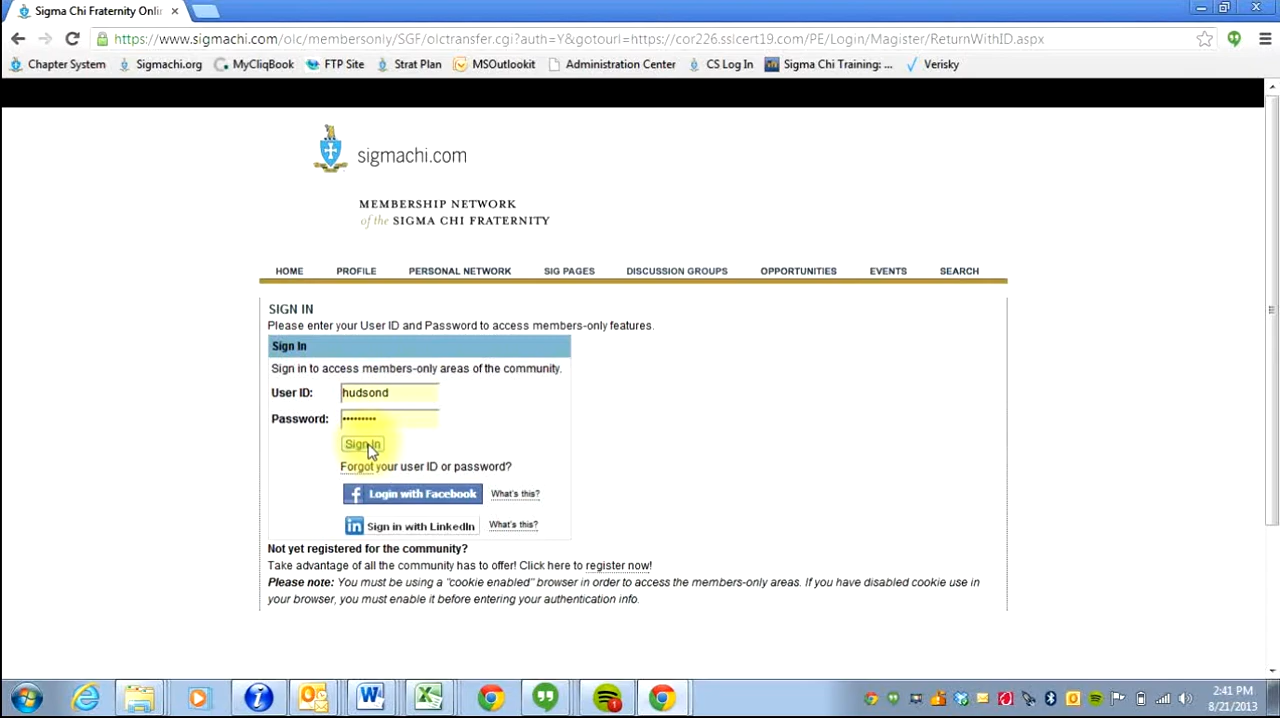 Sigma Chi Fraternity Onli
https://www.sigmachi.com/olc/membersonly/SGF/olctransfer.cgi?auth=Y&gotourl=https://cor226.sslcert19.com/PE/Login/Magister/ReturnWithID.aspx
Chapter System Sigmachi.org MyCliqBook FTP Site Strat Plan MSOutlookit Administration Center CS Log In Sigma Chi Training: ... Verisky
sigmachi.com
MEMBERSHIP NETWORK
of the SIGMA CHI FRATERNITY
HOME PROFILE PERSONAL NETWORK SIG PAGES DISCUSSION GROUPS OPPORTUNITIES EVENTS SEARCH
SIGN IN
Please enter your User ID and Password to access members-only features.
Sign In
Sign in to access members-only areas of the community.
User ID: hudsond
Password: •••••••••
Sign In
Forgot your user ID or password?
f Login with Facebook What's this?
in Sign in with LinkedIn What's this?
Not yet registered for the community?
Take advantage of all the community has to offer! Click here to register now!
Please note: You must be using a "cookie enabled" browser in order to access the members-only areas. If you have disabled cookie use in
your browser, you must enable it before entering your authentication info.
2:41 PM
8/21/2013